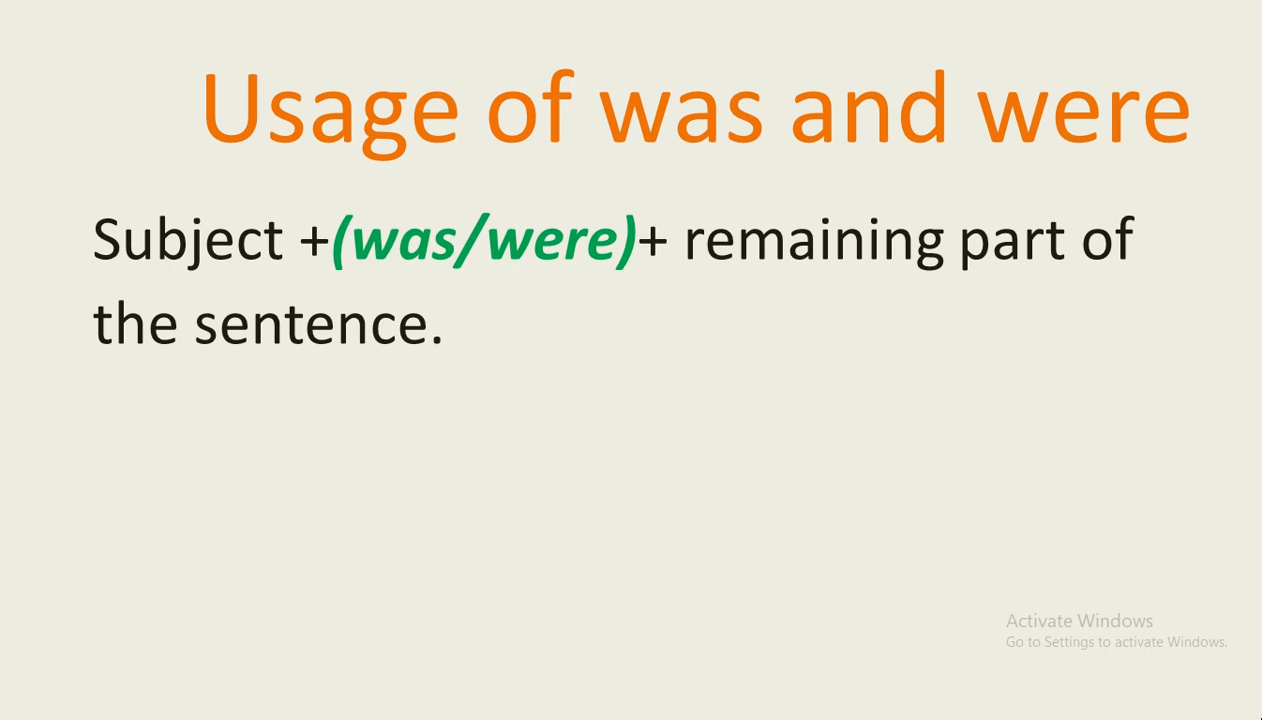 Usage of was and were
Subject +(was/were)+ remaining part of
the sentence.
Activate Windows
Go to Settings to activate Windows.